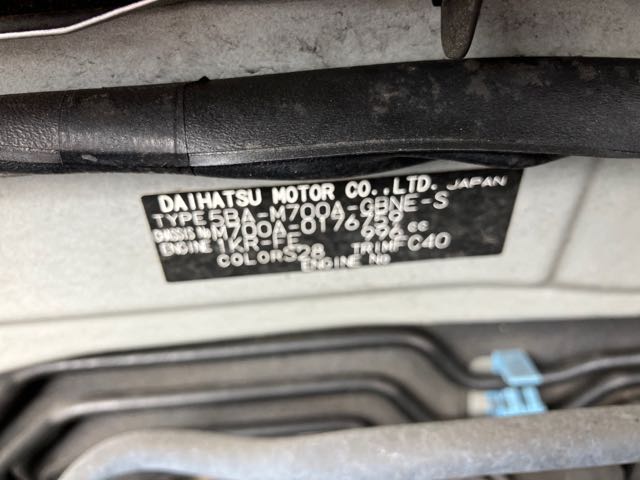 DAIHATSU MOTOR CO.,LTD. JAPAN
TYPE 5BA-M700A-GBNE-S
CHASSIS No M700A-0176759
ENGINE 1KR-FE 996 cc
COLOR S28 TRIM FC40
ENGINE No